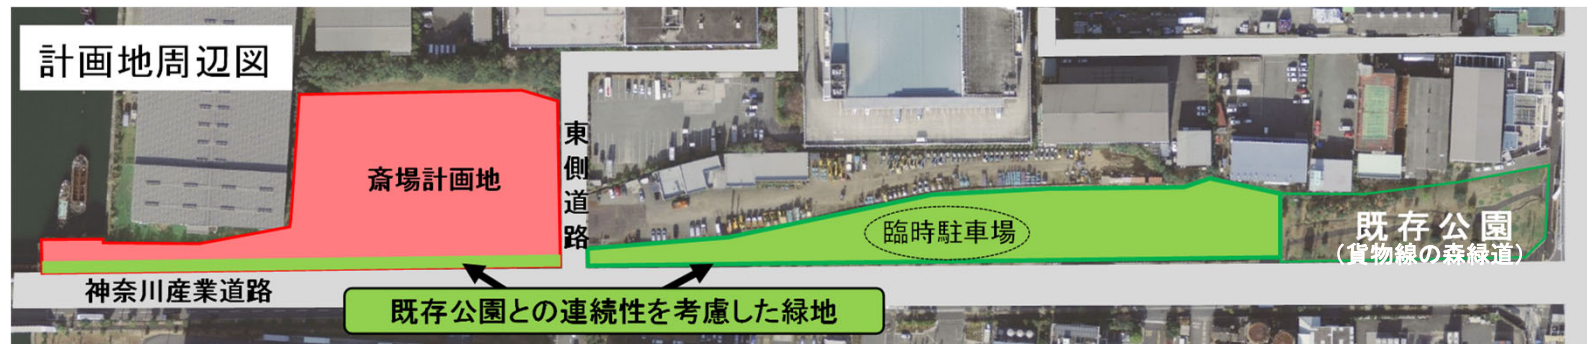 計画地周辺図
斎場計画地
東側道路
臨時駐車場
既存公園
(貨物線の森緑道)
神奈川産業道路
既存公園との連続性を考慮した緑地